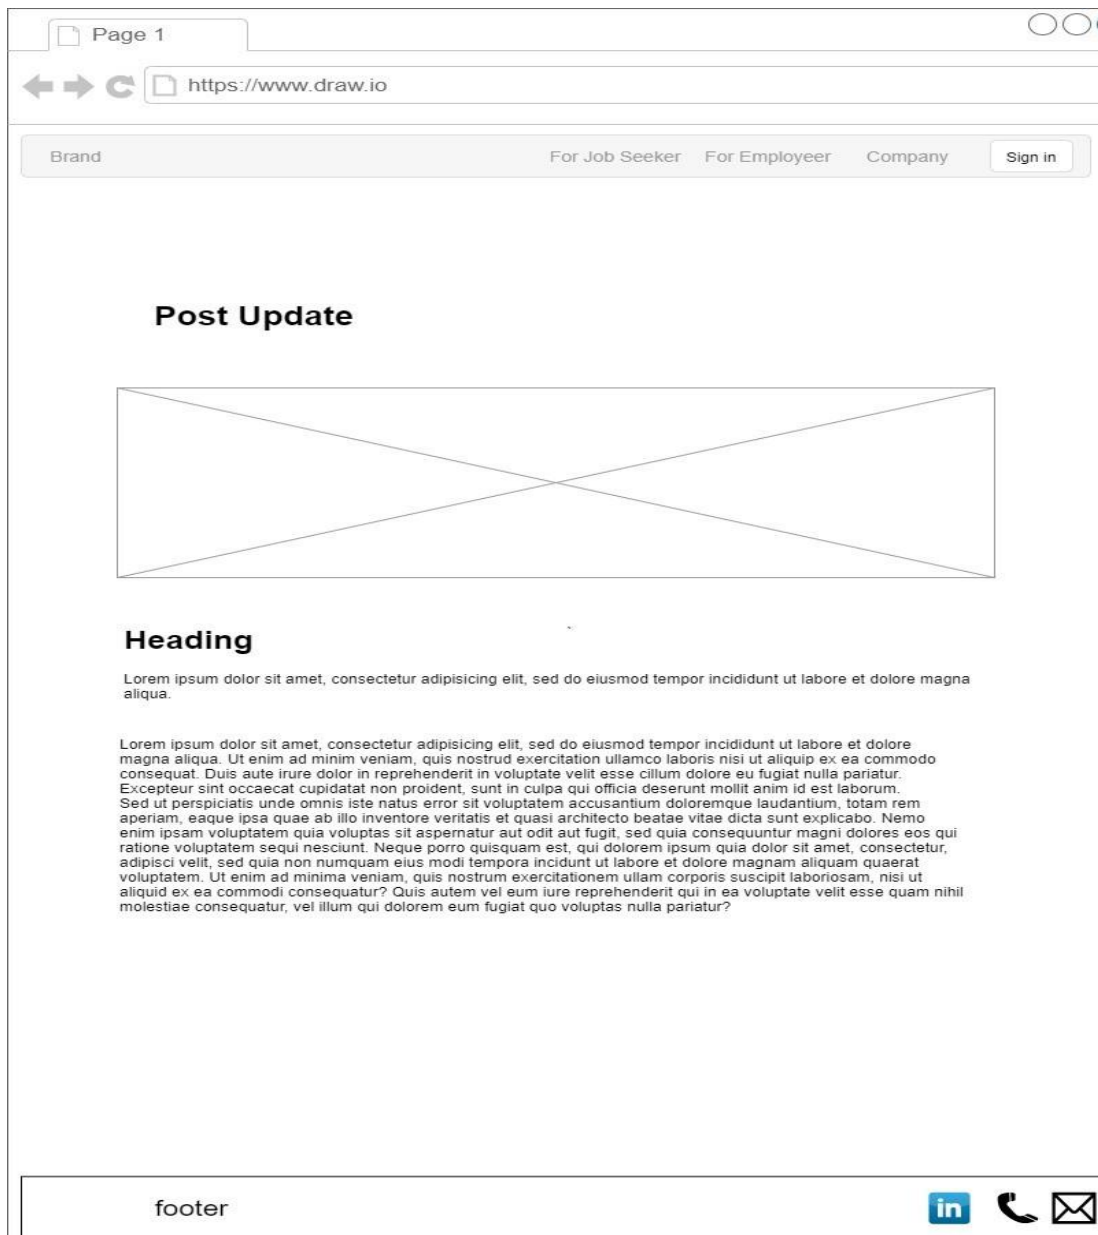 Page 1
https://www.draw.io
Brand For Job Seeker For Employeer Company Sign in
Post Update
Heading
Lorem ipsum dolor sit amet, consectetur adipisicing elit, sed do eiusmod tempor incididunt ut labore et dolore magna
aliqua.
Lorem ipsum dolor sit amet, consectetur adipisicing elit, sed do eiusmod tempor incididunt ut labore et dolore
magna aliqua. Ut enim ad minim veniam, quis nostrud exercitation ullamco laboris nisi ut aliquip ex ea commodo
consequat. Duis aute irure dolor in reprehenderit in voluptate velit esse cillum dolore eu fugiat nulla pariatur.
Excepteur sint occaecat cupidatat non proident, sunt in culpa qui officia deserunt mollit anim id est laborum.
Sed ut perspiciatis unde omnis iste natus error sit voluptatem accusantium doloremque laudantium, totam rem
aperiam, eaque ipsa quae ab illo inventore veritatis et quasi architecto beatae vitae dicta sunt explicabo. Nemo
enim ipsam voluptatem quia voluptas sit aspernatur aut odit aut fugit, sed quia consequuntur magni dolores eos qui
ratione voluptatem sequi nesciunt. Neque porro quisquam est, qui dolorem ipsum quia dolor sit amet, consectetur,
adipisci velit, sed quia non numquam eius modi tempora incidunt ut labore et dolore magnam aliquam quaerat
voluptatem. Ut enim ad minima veniam, quis nostrum exercitationem ullam corporis suscipit laboriosam, nisi ut
aliquid ex ea commodi consequatur? Quis autem vel eum iure reprehenderit qui in ea voluptate velit esse quam nihil
molestiae consequatur, vel illum qui dolorem eum fugiat quo voluptas nulla pariatur?
footer in